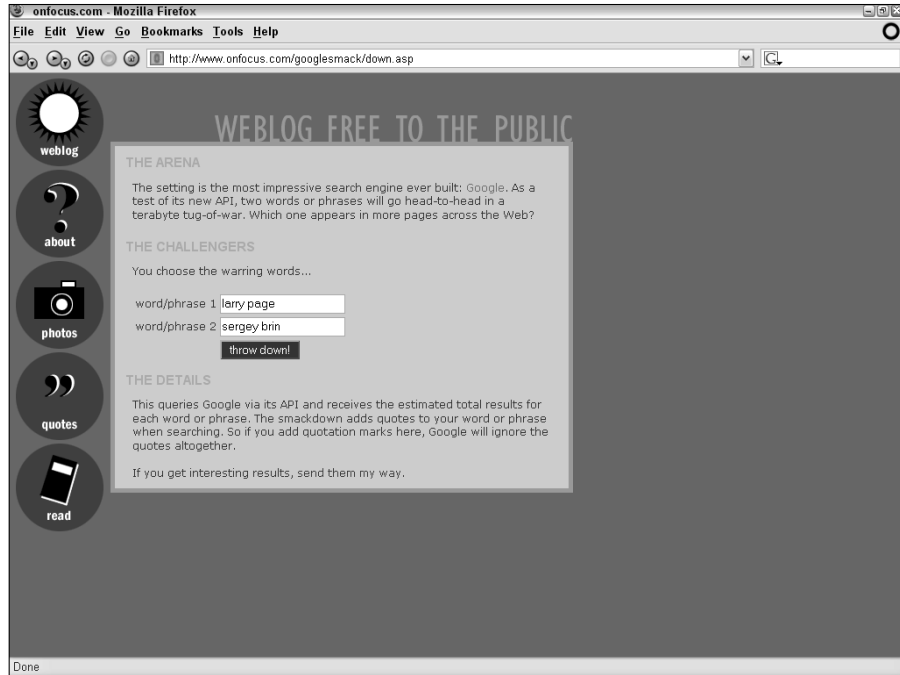 onfocus.com - Mozilla Firefox
File Edit View Go Bookmarks Tools Help
http://www.onfocus.com/googlesmack/down.asp
G
weblog
WEBLOG FREE TO THE PUBLIC
THE ARENA
The setting is the most impressive search engine ever built: Google. As a
test of its new API, two words or phrases will go head-to-head in a
terabyte tug-of-war. Which one appears in more pages across the Web?
about
THE CHALLENGERS
You choose the warring words...
word/phrase 1 larry page
word/phrase 2 sergey brin
photos
throw down!
THE DETAILS
This queries Google via its API and receives the estimated total results for
each word or phrase. The smackdown adds quotes to your word or phrase
when searching. So if you add quotation marks here, Google will ignore the
quotes altogether.
quotes
If you get interesting results, send them my way.
read
Done